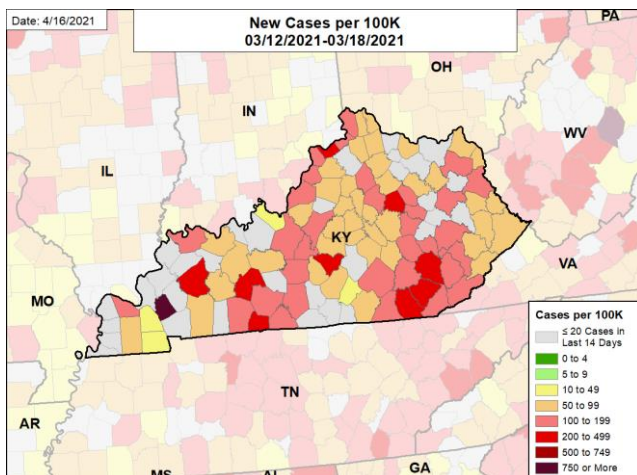 Date: 4/16/2021
New Cases per 100K
03/12/2021-03/18/2021
PA
OH
IN
WV
IL
KY
VA
MO
TN
AR
MS
AL
GA
Cases per 100K
≤ 20 Cases in
Last 14 Days
0 to 4
5 to 9
10 to 49
50 to 99
100 to 199
200 to 499
500 to 749
750 or More